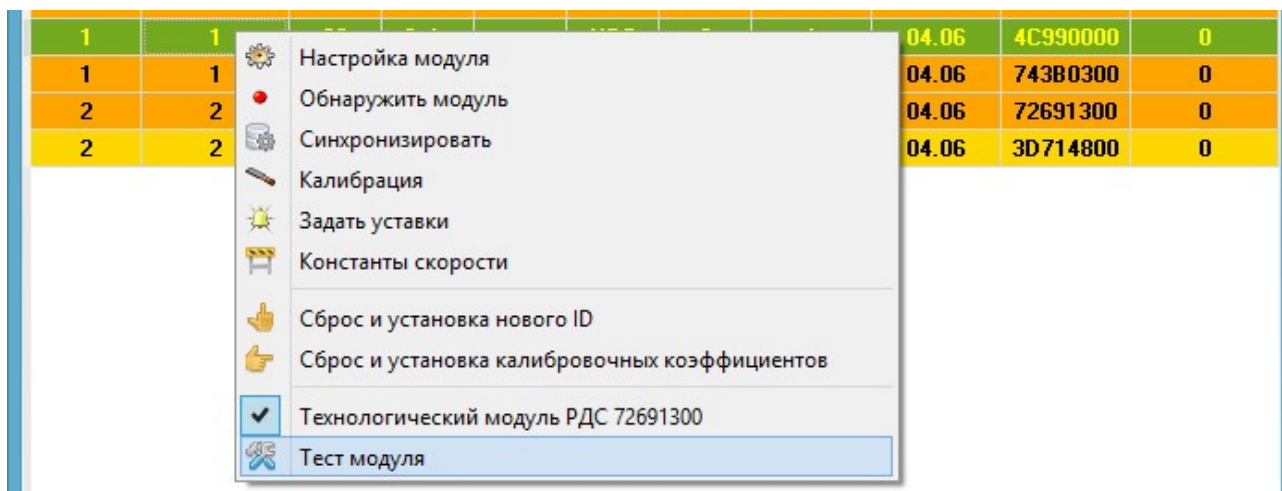 1 1 04.06 4C990000 0
1 1 04.06 743B0300 0
2 2 04.06 72691300 0
2 2 04.06 3D714800 0
Настройка модуля
Обнаружить модуль
Синхронизировать
Калибрация
Задать уставки
Константы скорости
Сброс и установка нового ID
Сброс и установка калибровочных коэффициентов
Технологический модуль РДС 72691300
Тест модуля